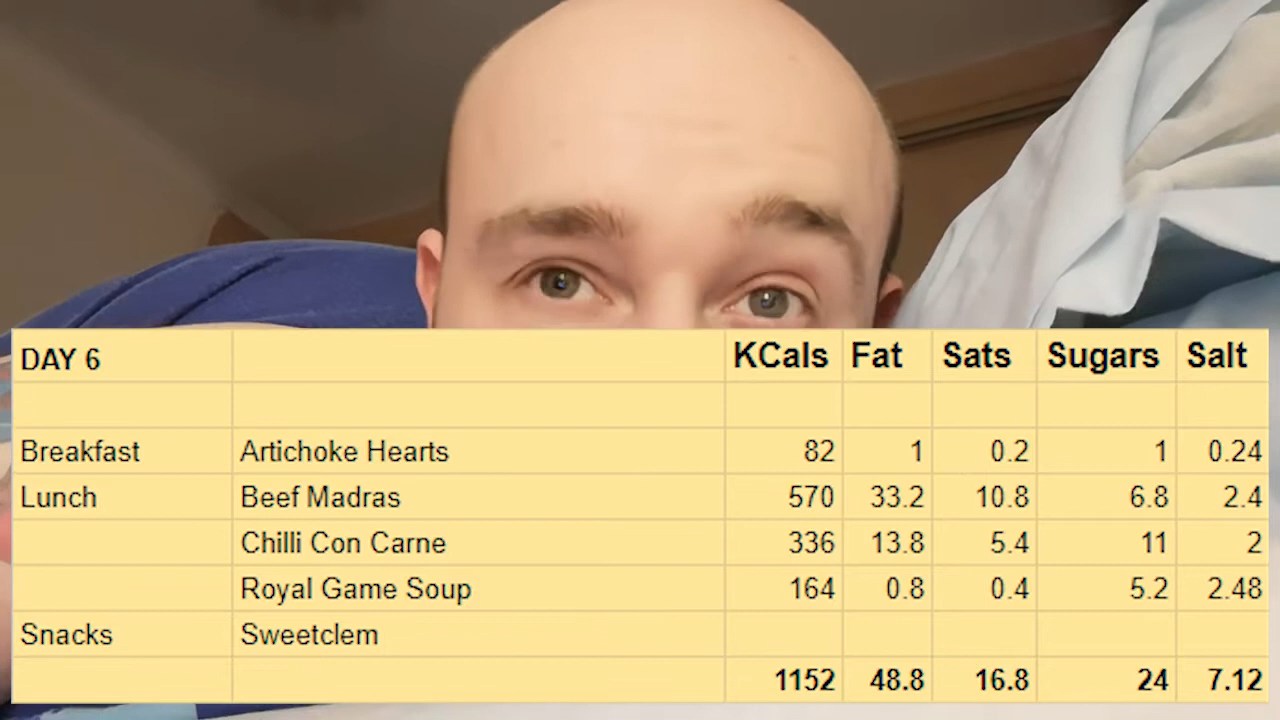 DAY 6 KCals Fat Sats Sugars Salt
Breakfast Artichoke Hearts 82 1 0.2 1 0.24
Lunch Beef Madras 570 33.2 10.8 6.8 2.4
Chilli Con Carne 336 13.8 5.4 11 2
Royal Game Soup 164 0.8 0.4 5.2 2.48
Snacks Sweetclem
1152 48.8 16.8 24 7.12